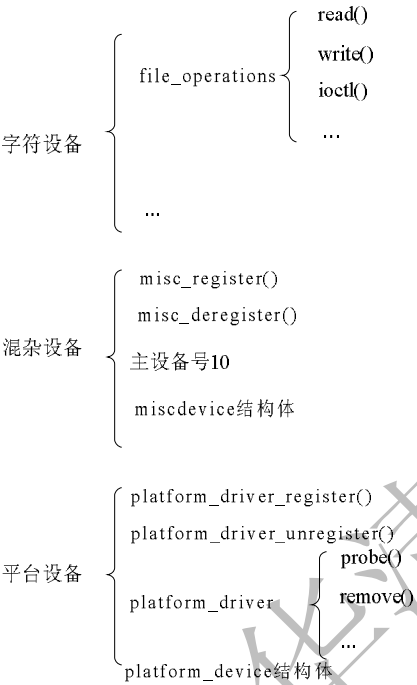 read()
write()
file_operations
ioctl()
...
字符设备
...
misc_register()
misc_deregister()
混杂设备
主设备号10
miscdevice结构体
platform_driver_register()
platform_driver_unregister()
probe()
平台设备
platform_driver
remove()
...
platform_device结构体